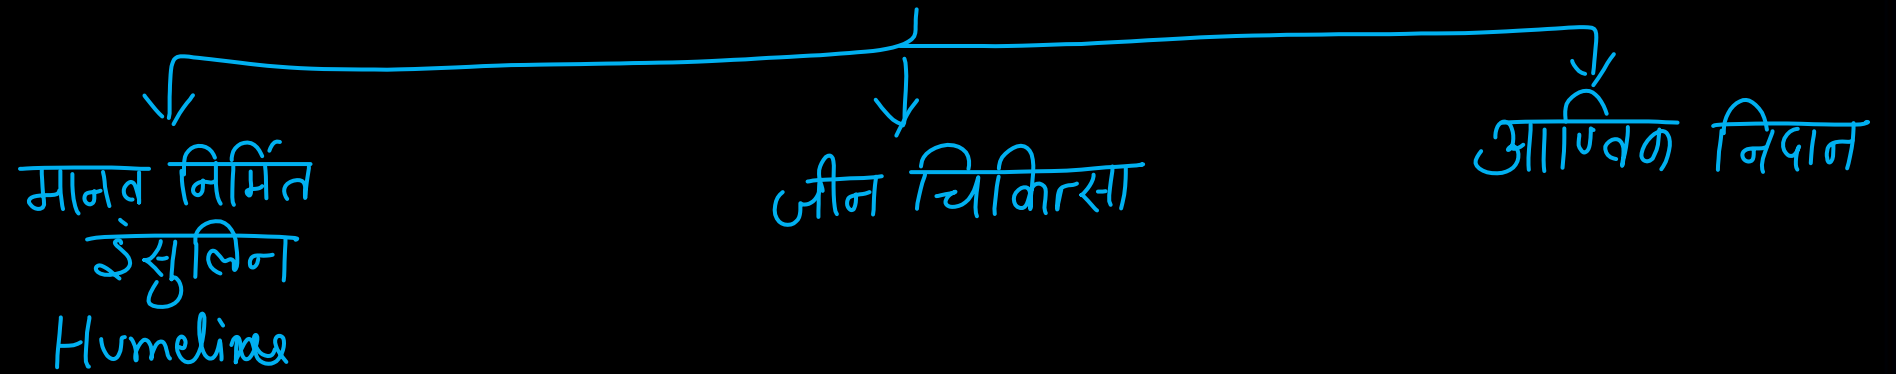 मानव निर्मित
इंसुलिन
जीन चिकित्सा
आण्विक निदान